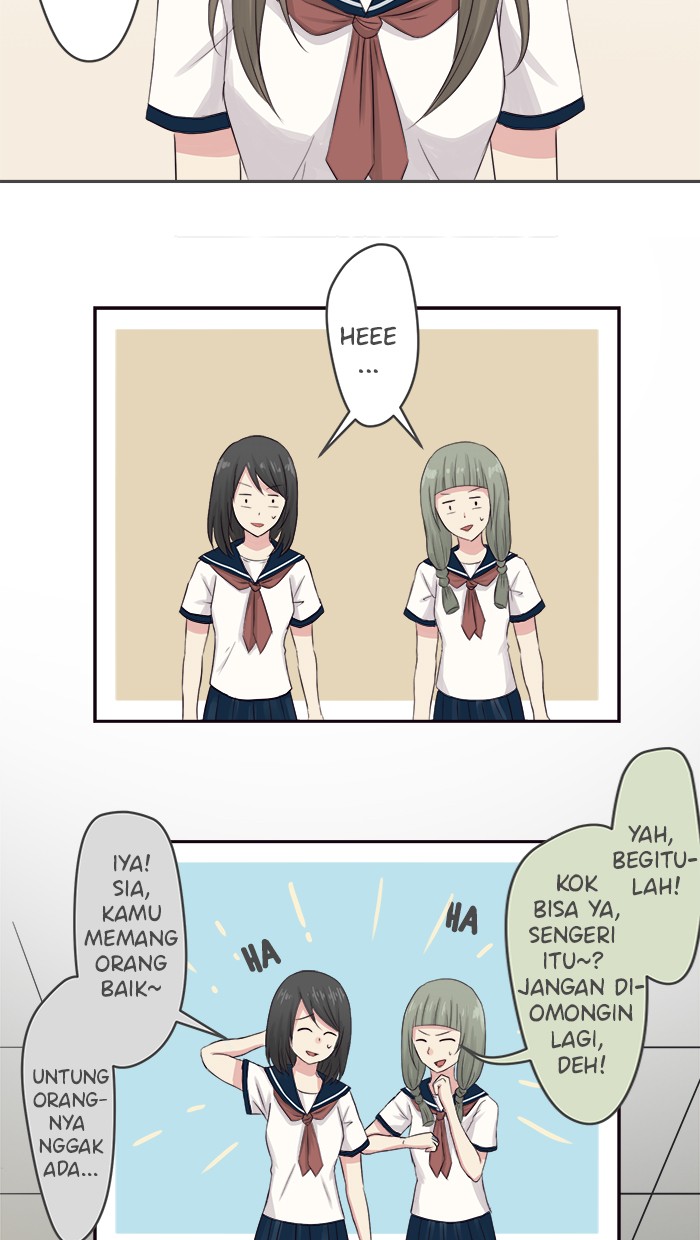 HEEE
...
YAH,
BEGITU-
LAH!
KOK
BISA YA,
SENGERI
ITU~?
JANGAN DI-
OMONGIN
LAGI,
DEH!
HA
HA
IYA!
SIA,
KAMU
MEMANG
ORANG
BAIK~
UNTUNG
ORANG-
NYA
NGGAK
ADA...